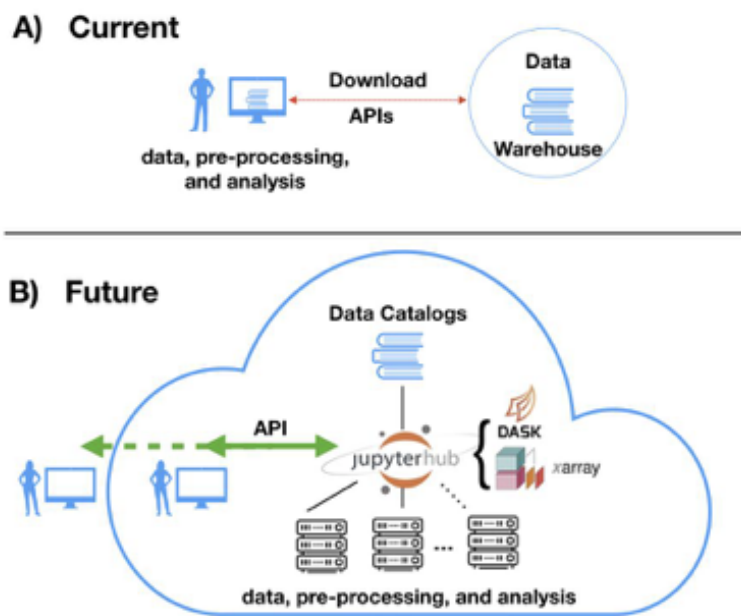 A) Current
Download
APIs
Data
Warehouse
data, pre-processing,
and analysis
B) Future
Data Catalogs
API
jupyterhub
DASK
xarray
...
data, pre-processing, and analysis